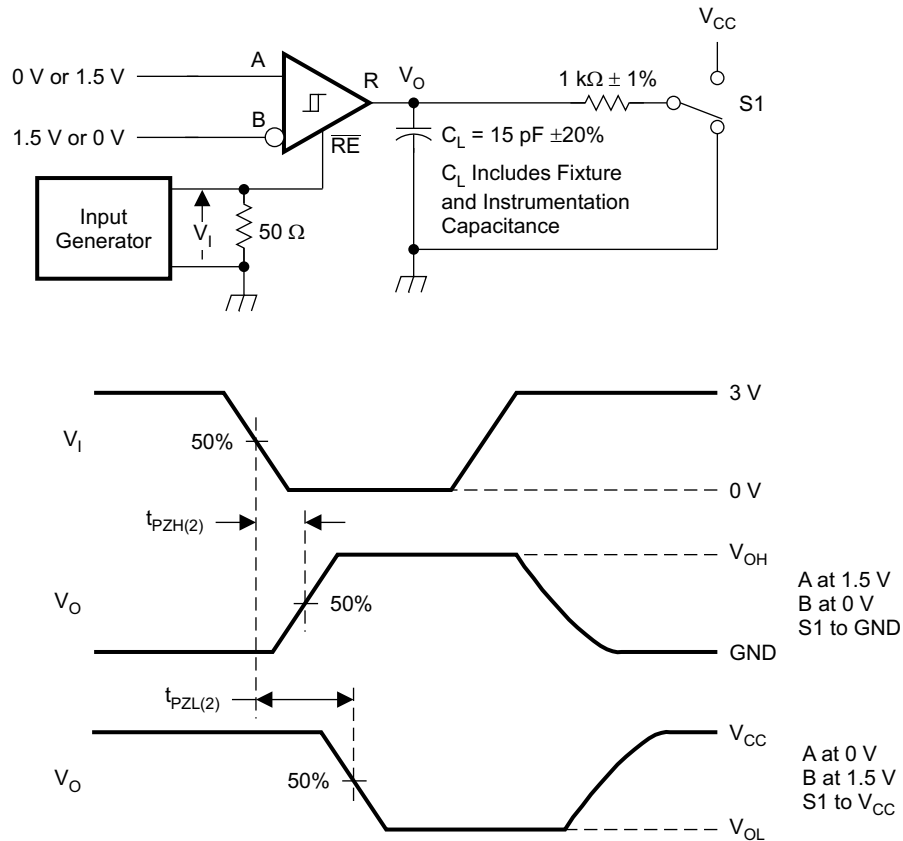 V_CC
A
R
V_O
1 kΩ ± 1%
0 V or 1.5 V
S1
B
1.5 V or 0 V
R̅E̅
C_L = 15 pF ±20%
C_L Includes Fixture
and Instrumentation
Capacitance
Input
Generator
V_I
50 Ω
3 V
V_I
50%
0 V
t_PZH(2)
V_OH
A at 1.5 V
B at 0 V
S1 to GND
V_O
50%
GND
t_PZL(2)
V_CC
A at 0 V
B at 1.5 V
S1 to V_CC
V_O
50%
V_OL